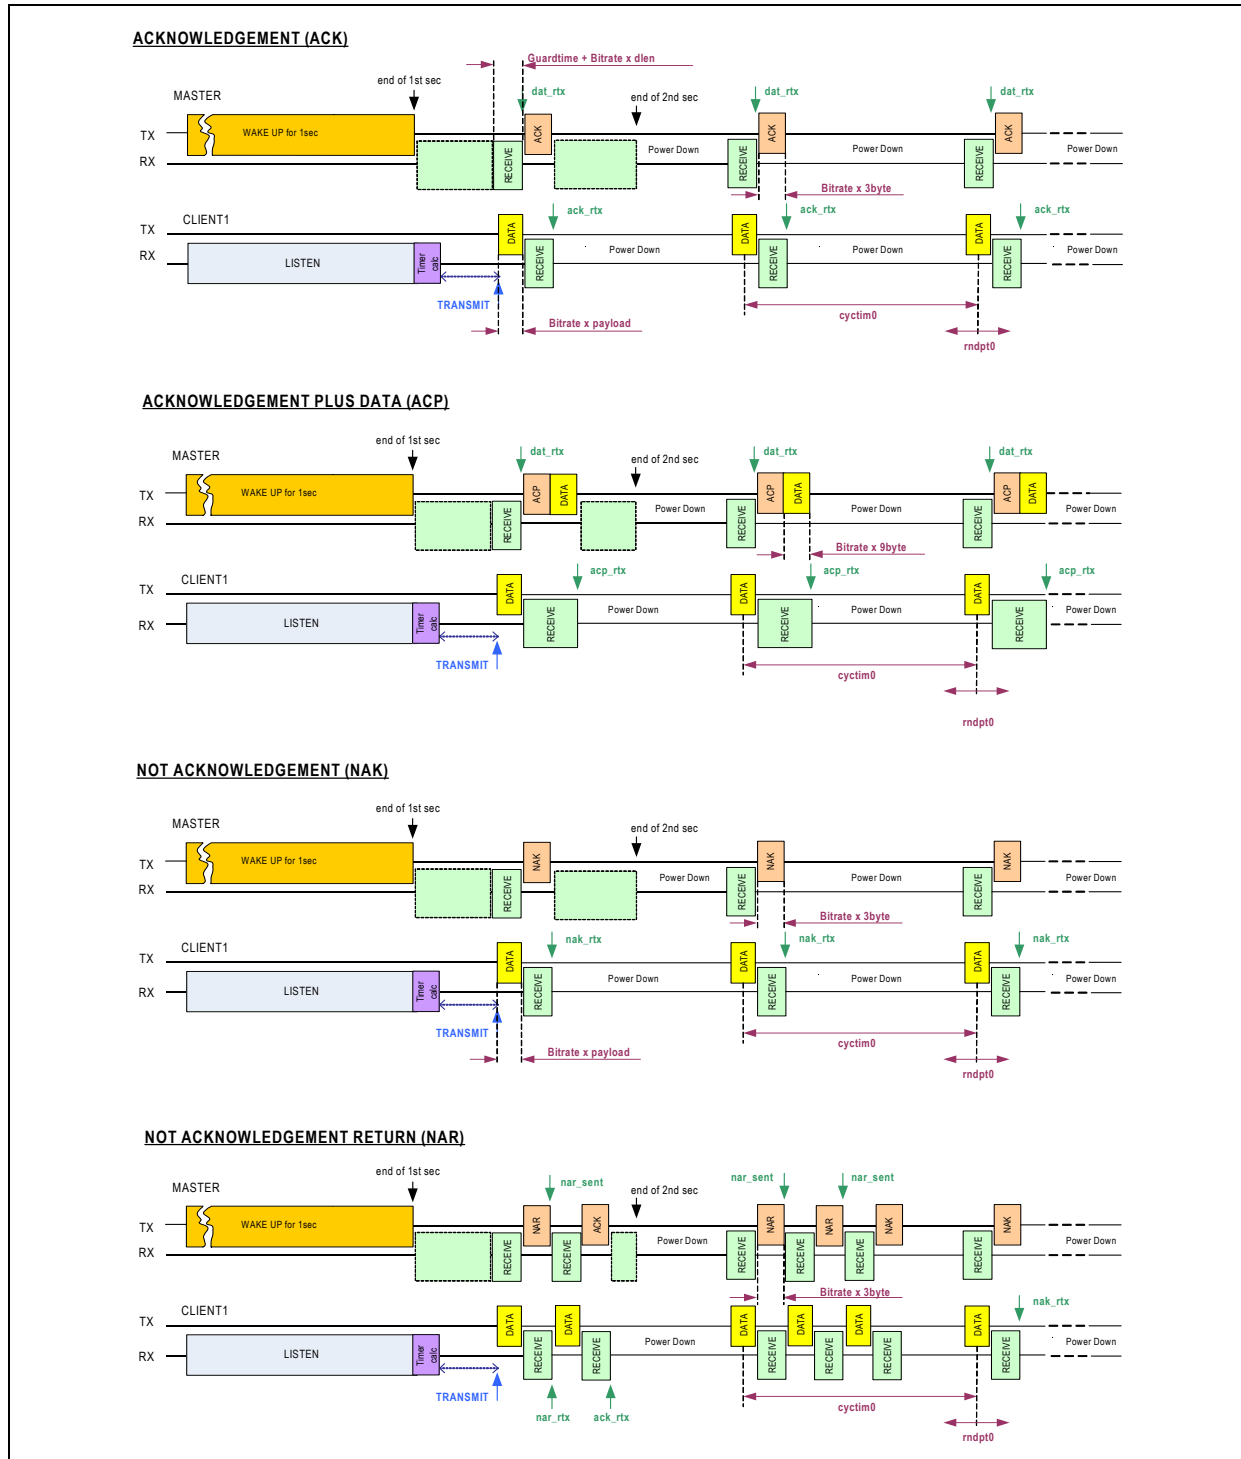 ACKNOWLEDGEMENT (ACK)
Guardtime + Bitrate x dlen
end of 1st sec
MASTER
dat_rtx
end of 2nd sec
dat_rtx
dat_rtx
TX
WAKE UP for 1sec
ACK
ACK
ACK
RX
RECEIVE
Power Down
RECEIVE
Power Down
RECEIVE
Power Down
Bitrate x 3byte
CLIENT1
ack_rtx
ack_rtx
ack_rtx
TX
DATA
DATA
DATA
RX
LISTEN
Timer calc
RECEIVE
Power Down
RECEIVE
Power Down
RECEIVE
Power Down
TRANSMIT
Bitrate x payload
cyctim0
rndpt0
ACKNOWLEDGEMENT PLUS DATA (ACP)
end of 1st sec
MASTER
dat_rtx
end of 2nd sec
dat_rtx
dat_rtx
TX
WAKE UP for 1sec
ACP
DATA
ACP
DATA
ACP
DATA
RX
RECEIVE
Power Down
RECEIVE
Power Down
RECEIVE
Power Down
Bitrate x 9byte
CLIENT1
acp_rtx
acp_rtx
acp_rtx
TX
DATA
DATA
DATA
RX
LISTEN
Timer calc
RECEIVE
Power Down
RECEIVE
Power Down
RECEIVE
Power Down
TRANSMIT
cyctim0
rndpt0
NOT ACKNOWLEDGEMENT (NAK)
end of 1st sec
MASTER
end of 2nd sec
TX
WAKE UP for 1sec
NAK
NAK
NAK
RX
RECEIVE
Power Down
RECEIVE
Power Down
RECEIVE
Power Down
Bitrate x 3byte
CLIENT1
nak_rtx
nak_rtx
nak_rtx
TX
DATA
DATA
DATA
RX
LISTEN
Timer calc
RECEIVE
Power Down
RECEIVE
Power Down
RECEIVE
Power Down
TRANSMIT
Bitrate x payload
cyctim0
rndpt0
NOT ACKNOWLEDGEMENT RETURN (NAR)
end of 1st sec
MASTER
nar_sent
end of 2nd sec
nar_sent
nar_sent
TX
WAKE UP for 1sec
NAR
ACK
NAR
NAR
NAK
NAK
RX
RECEIVE
RECEIVE
Power Down
RECEIVE
RECEIVE
RECEIVE
RECEIVE
Power Down
Bitrate x 3byte
CLIENT1
nak_rtx
TX
DATA
DATA
DATA
DATA
DATA
DATA
RX
LISTEN
Timer calc
RECEIVE
RECEIVE
Power Down
RECEIVE
RECEIVE
RECEIVE
RECEIVE
Power Down
TRANSMIT
nar_rtx
ack_rtx
cyctim0
rndpt0